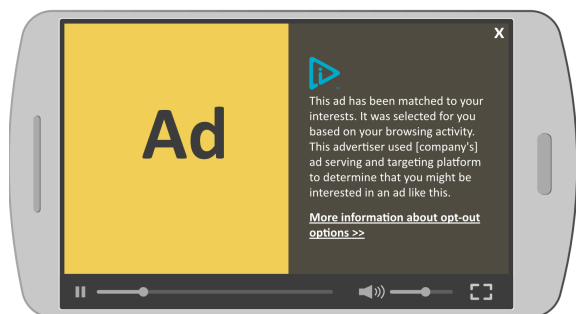 X
Ad
This ad has been matched to your
interests. It was selected for you
based on your browsing activity.
This advertiser used [company's]
ad serving and targeting platform
to determine that you might be
interested in an ad like this.
More information about opt-out
options >>